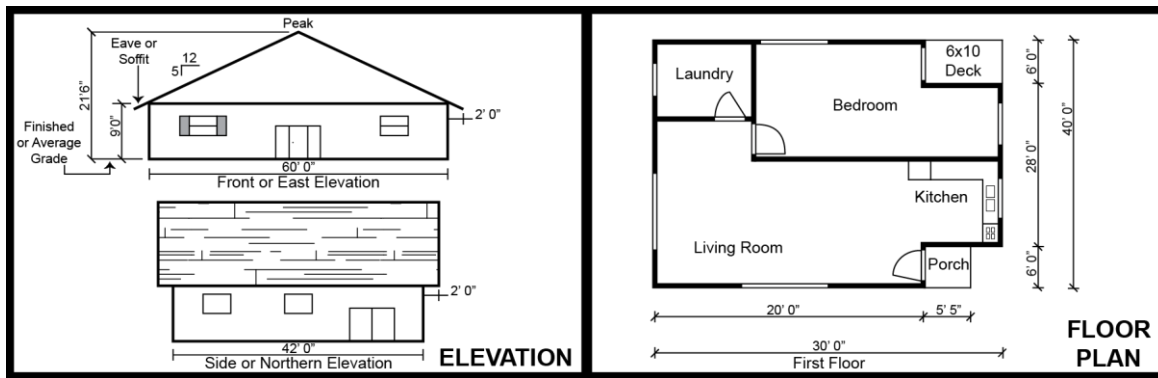 Peak
Eave or
Soffit
12
5
21'6"
9'0"
2' 0"
Finished
or Average
Grade
60' 0"
Front or East Elevation
2' 0"
42' 0"
Side or Northern Elevation
ELEVATION
6x10
Deck
Laundry
Bedroom
Kitchen
Living Room
Porch
6' 0"
28' 0"
40' 0"
6' 0"
20' 0"
5' 5"
30' 0"
First Floor
FLOOR
PLAN